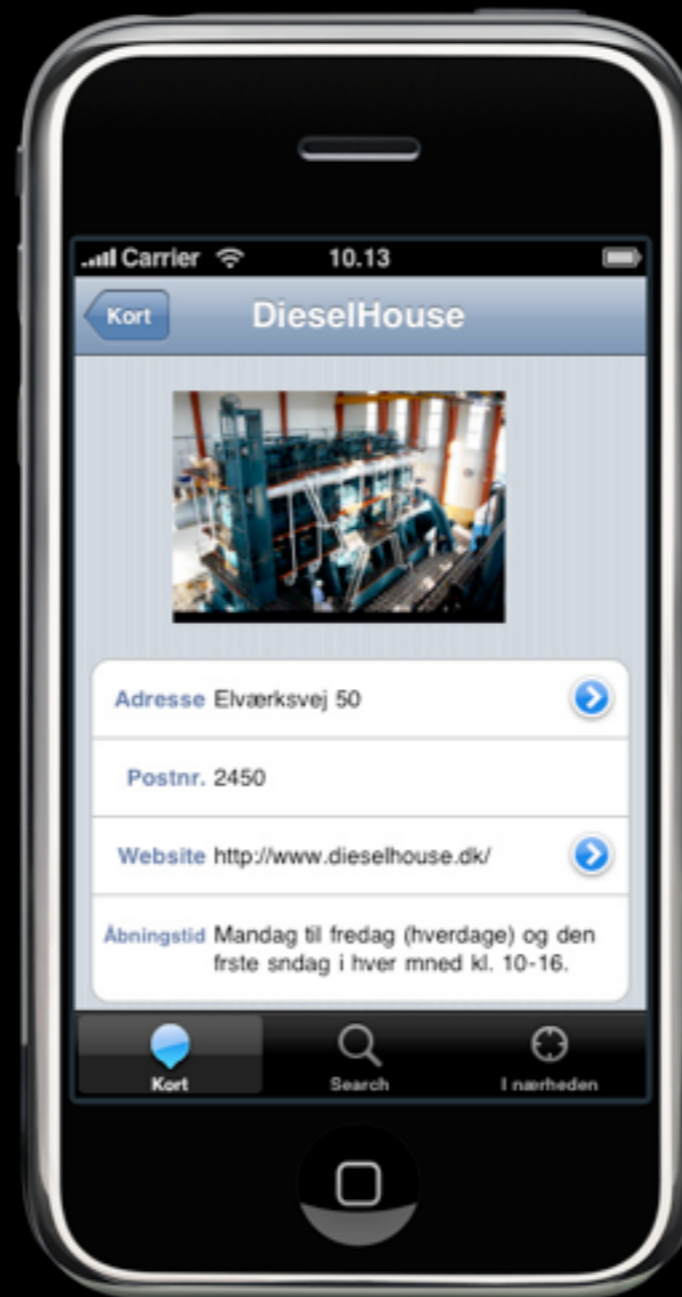 Carrier 10.13
Kort DieselHouse
Adresse Elværksvej 50
Postnr. 2450
Website http://www.dieselhouse.dk/
Åbningstid Mandag til fredag (hverdage) og den
frste sndag i hver mned kl. 10-16.
Kort Search I nærheden